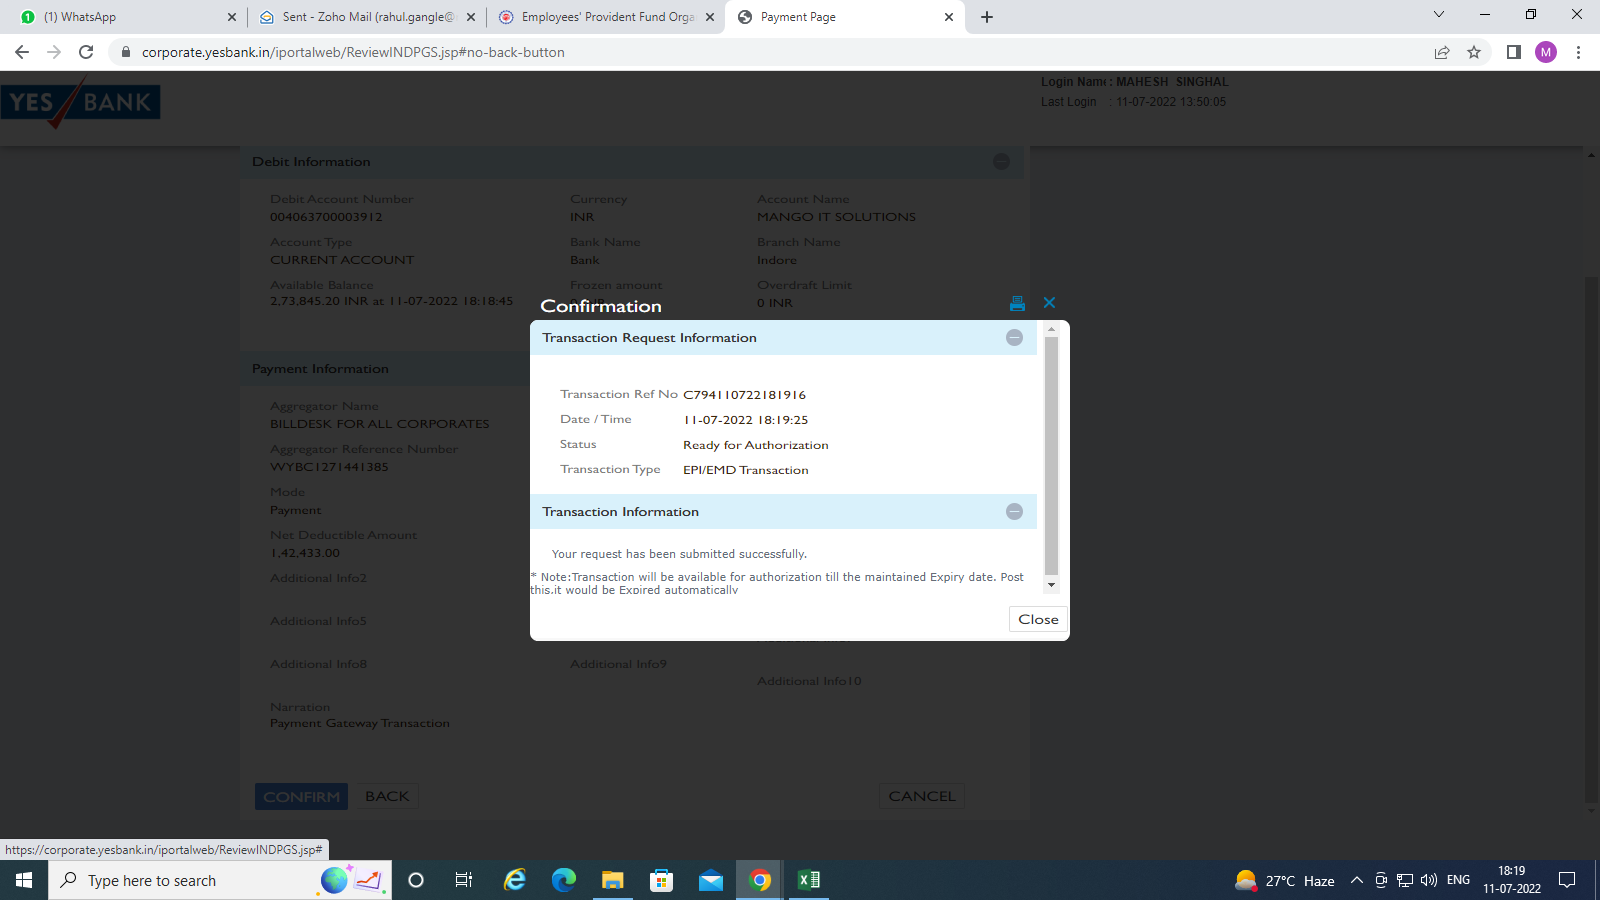 (1) WhatsApp
Sent - Zoho Mail (rahul.gangle@
Employees' Provident Fund Orga
Payment Page
corporate.yesbank.in/iportalweb/ReviewINDPGS.jsp#no-back-button
M
YES BANK
Login Name : MAHESH SINGHAL
Last Login : 11-07-2022 13:50:05
Debit Information
Debit Account Number
Currency
Account Name
004063700003912
INR
MANGO IT SOLUTIONS
Account Type
Bank Name
Branch Name
CURRENT ACCOUNT
Bank
Indore
Available Balance
Frozen amount
Overdraft Limit
2,73,845.20 INR at 11-07-2022 18:18:45
0 INR
Confirmation
Transaction Request Information
Transaction Ref No C794110722181916
Date / Time 11-07-2022 18:19:25
Status Ready for Authorization
Transaction Type EPI/EMD Transaction
Transaction Information
Your request has been submitted successfully.
* Note:Transaction will be available for authorization till the maintained Expiry date. Post
this,it would be Expired automatically
Close
Payment Information
Aggregator Name
BILLDESK FOR ALL CORPORATES
Aggregator Reference Number
WYBC1271441385
Mode
Payment
Net Deductible Amount
1,42,433.00
Additional Info2
Additional Info5
Additional Info8
Additional Info9
Additional Info10
Narration
Payment Gateway Transaction
CONFIRM
BACK
CANCEL
https://corporate.yesbank.in/iportalweb/ReviewINDPGS.jsp#
Type here to search
27°C Haze
ENG
18:19
11-07-2022